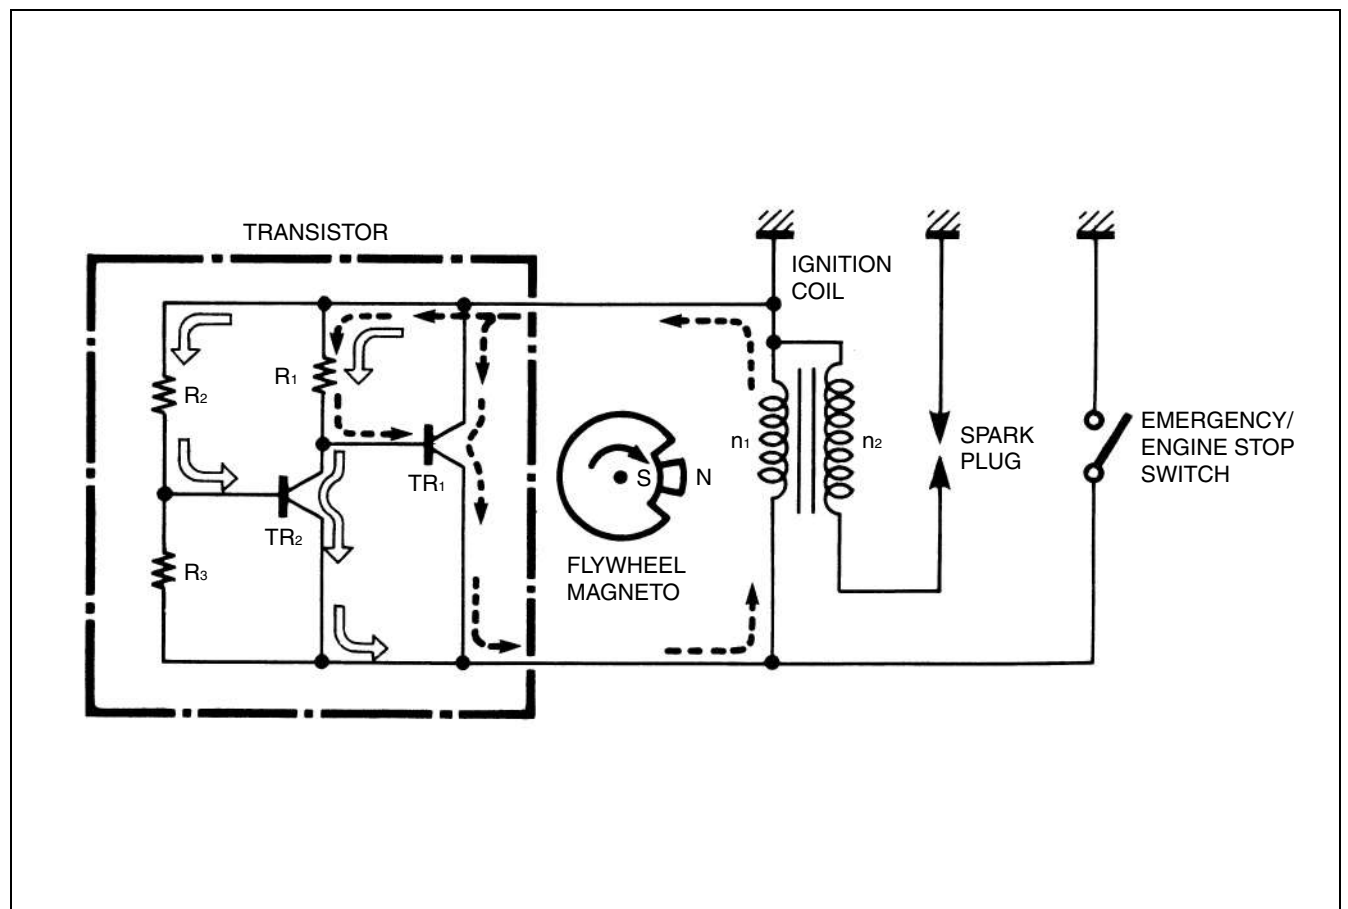 TRANSISTOR
IGNITION
COIL
R1
R2
n1
n2
SPARK
PLUG
EMERGENCY/
ENGINE STOP
SWITCH
S
N
TR1
TR2
R3
FLYWHEEL
MAGNETO